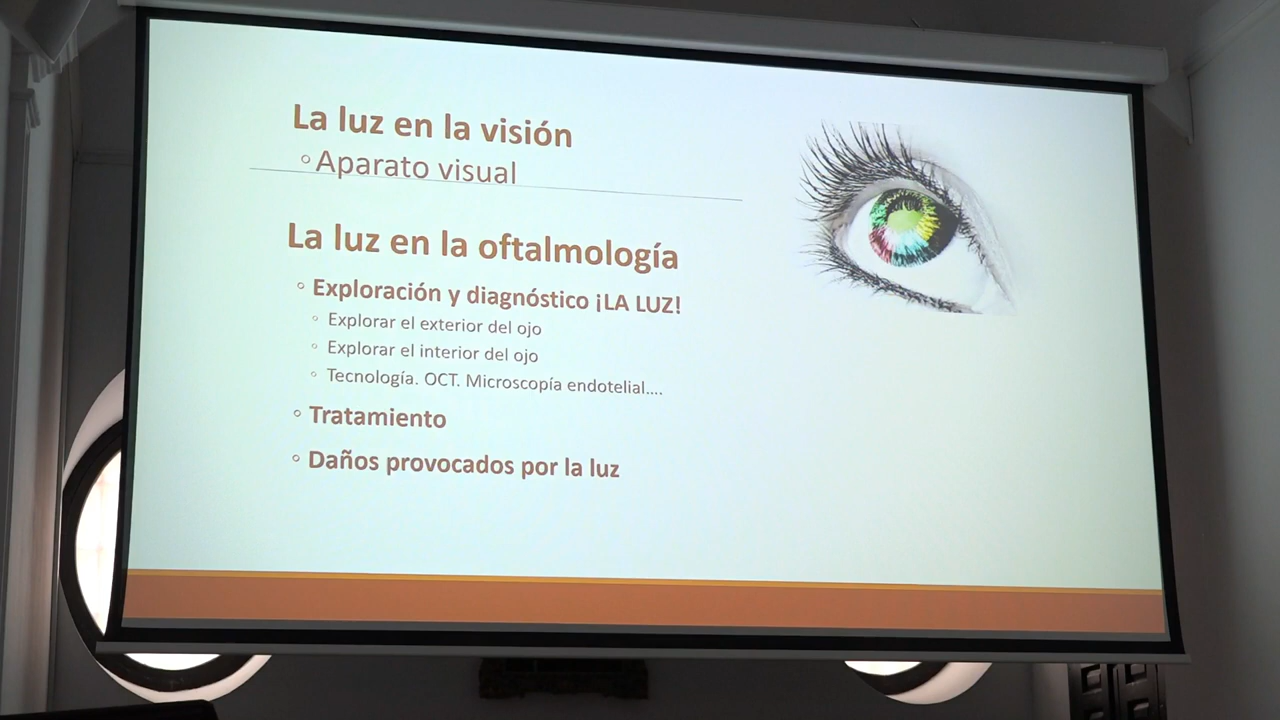 La luz en la visión
Aparato visual
La luz en la oftalmología
Exploración y diagnóstico ¡LA LUZ!
Explorar el exterior del ojo
Explorar el interior del ojo
Tecnología. OCT. Microscopía endotelial....
Tratamiento
Daños provocados por la luz